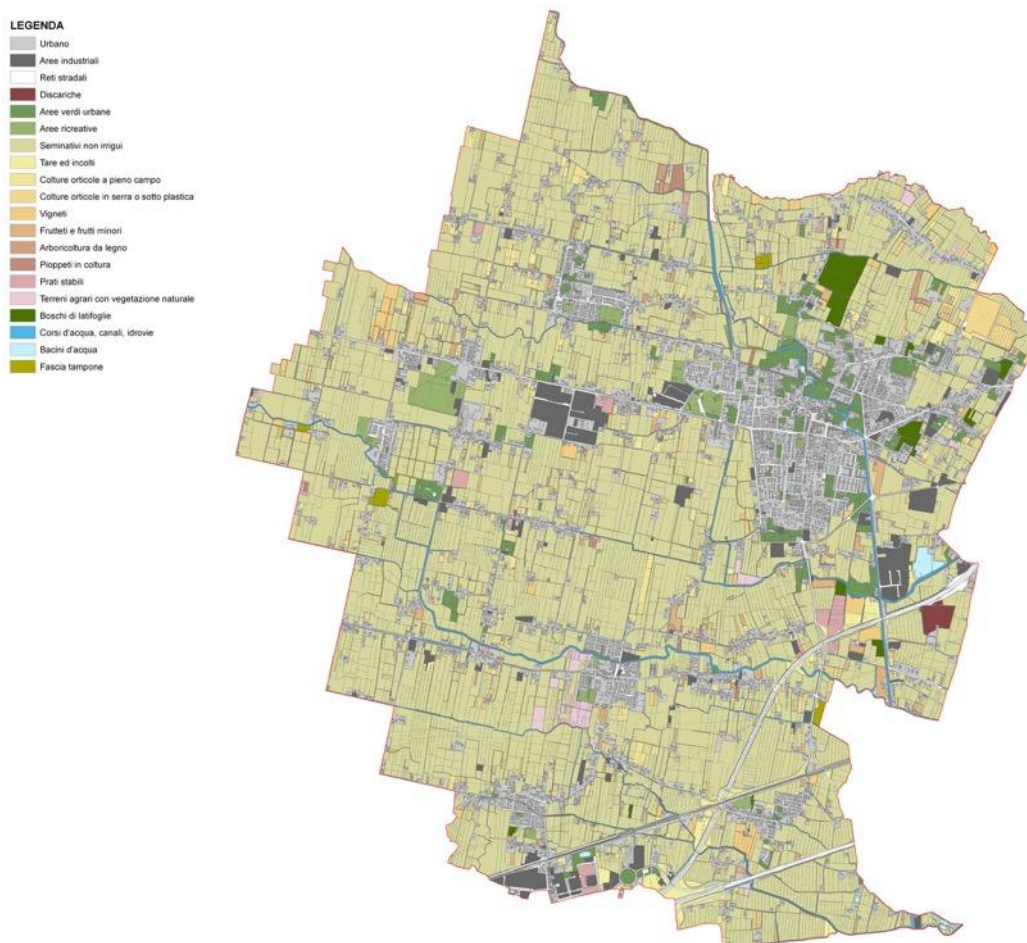 LEGENDA
Urbano
Aree industriali
Reti stradali
Discariche
Aree verdi urbane
Aree ricreative
Seminativi non irrigui
Tare ed incolti
Colture orticole a pieno campo
Colture orticole in serra o sotto plastica
Vigneti
Frutteti e frutti minori
Arboricoltura da legno
Pioppeti in coltura
Prati stabili
Terreni agrari con vegetazione naturale
Boschi di latifoglie
Corsi d'acqua, canali, idrovie
Bacini d'acqua
Fascia tampone